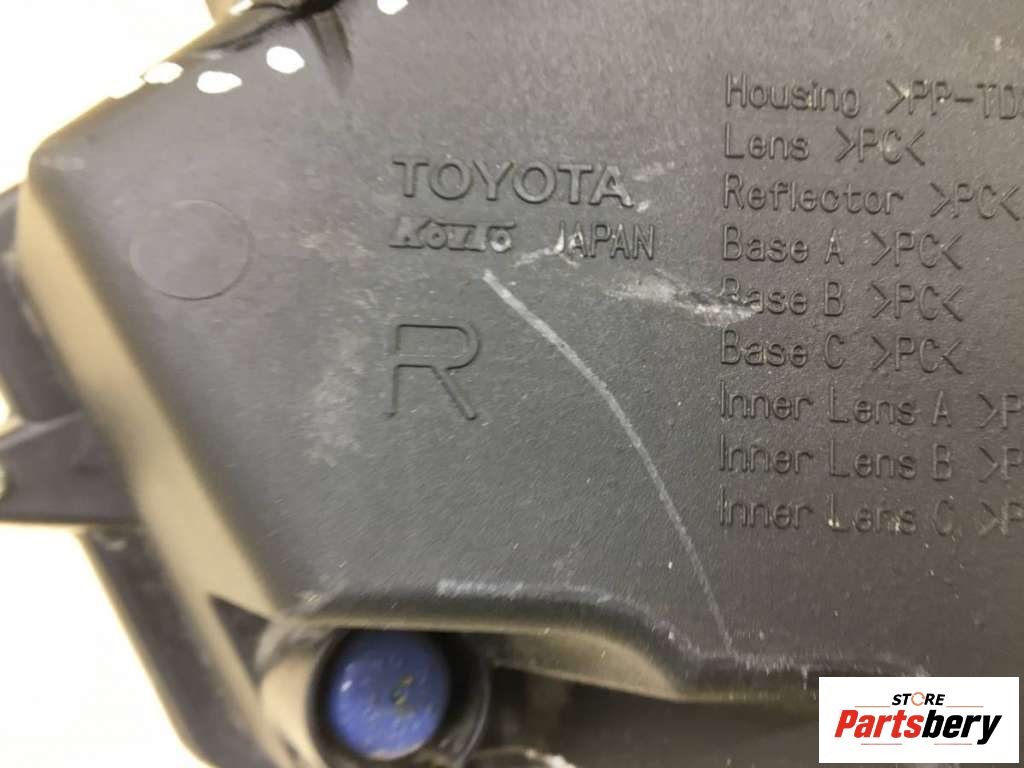 TOYOTA
KOITO JAPAN
R
Housing >PP-TD
Lens >PC<
Reflector >PC<
Base A >PC<
Base B >PC<
Base C >PC<
Inner Lens A >P
Inner Lens B >P
Inner Lens C >P
STORE
Partsbery